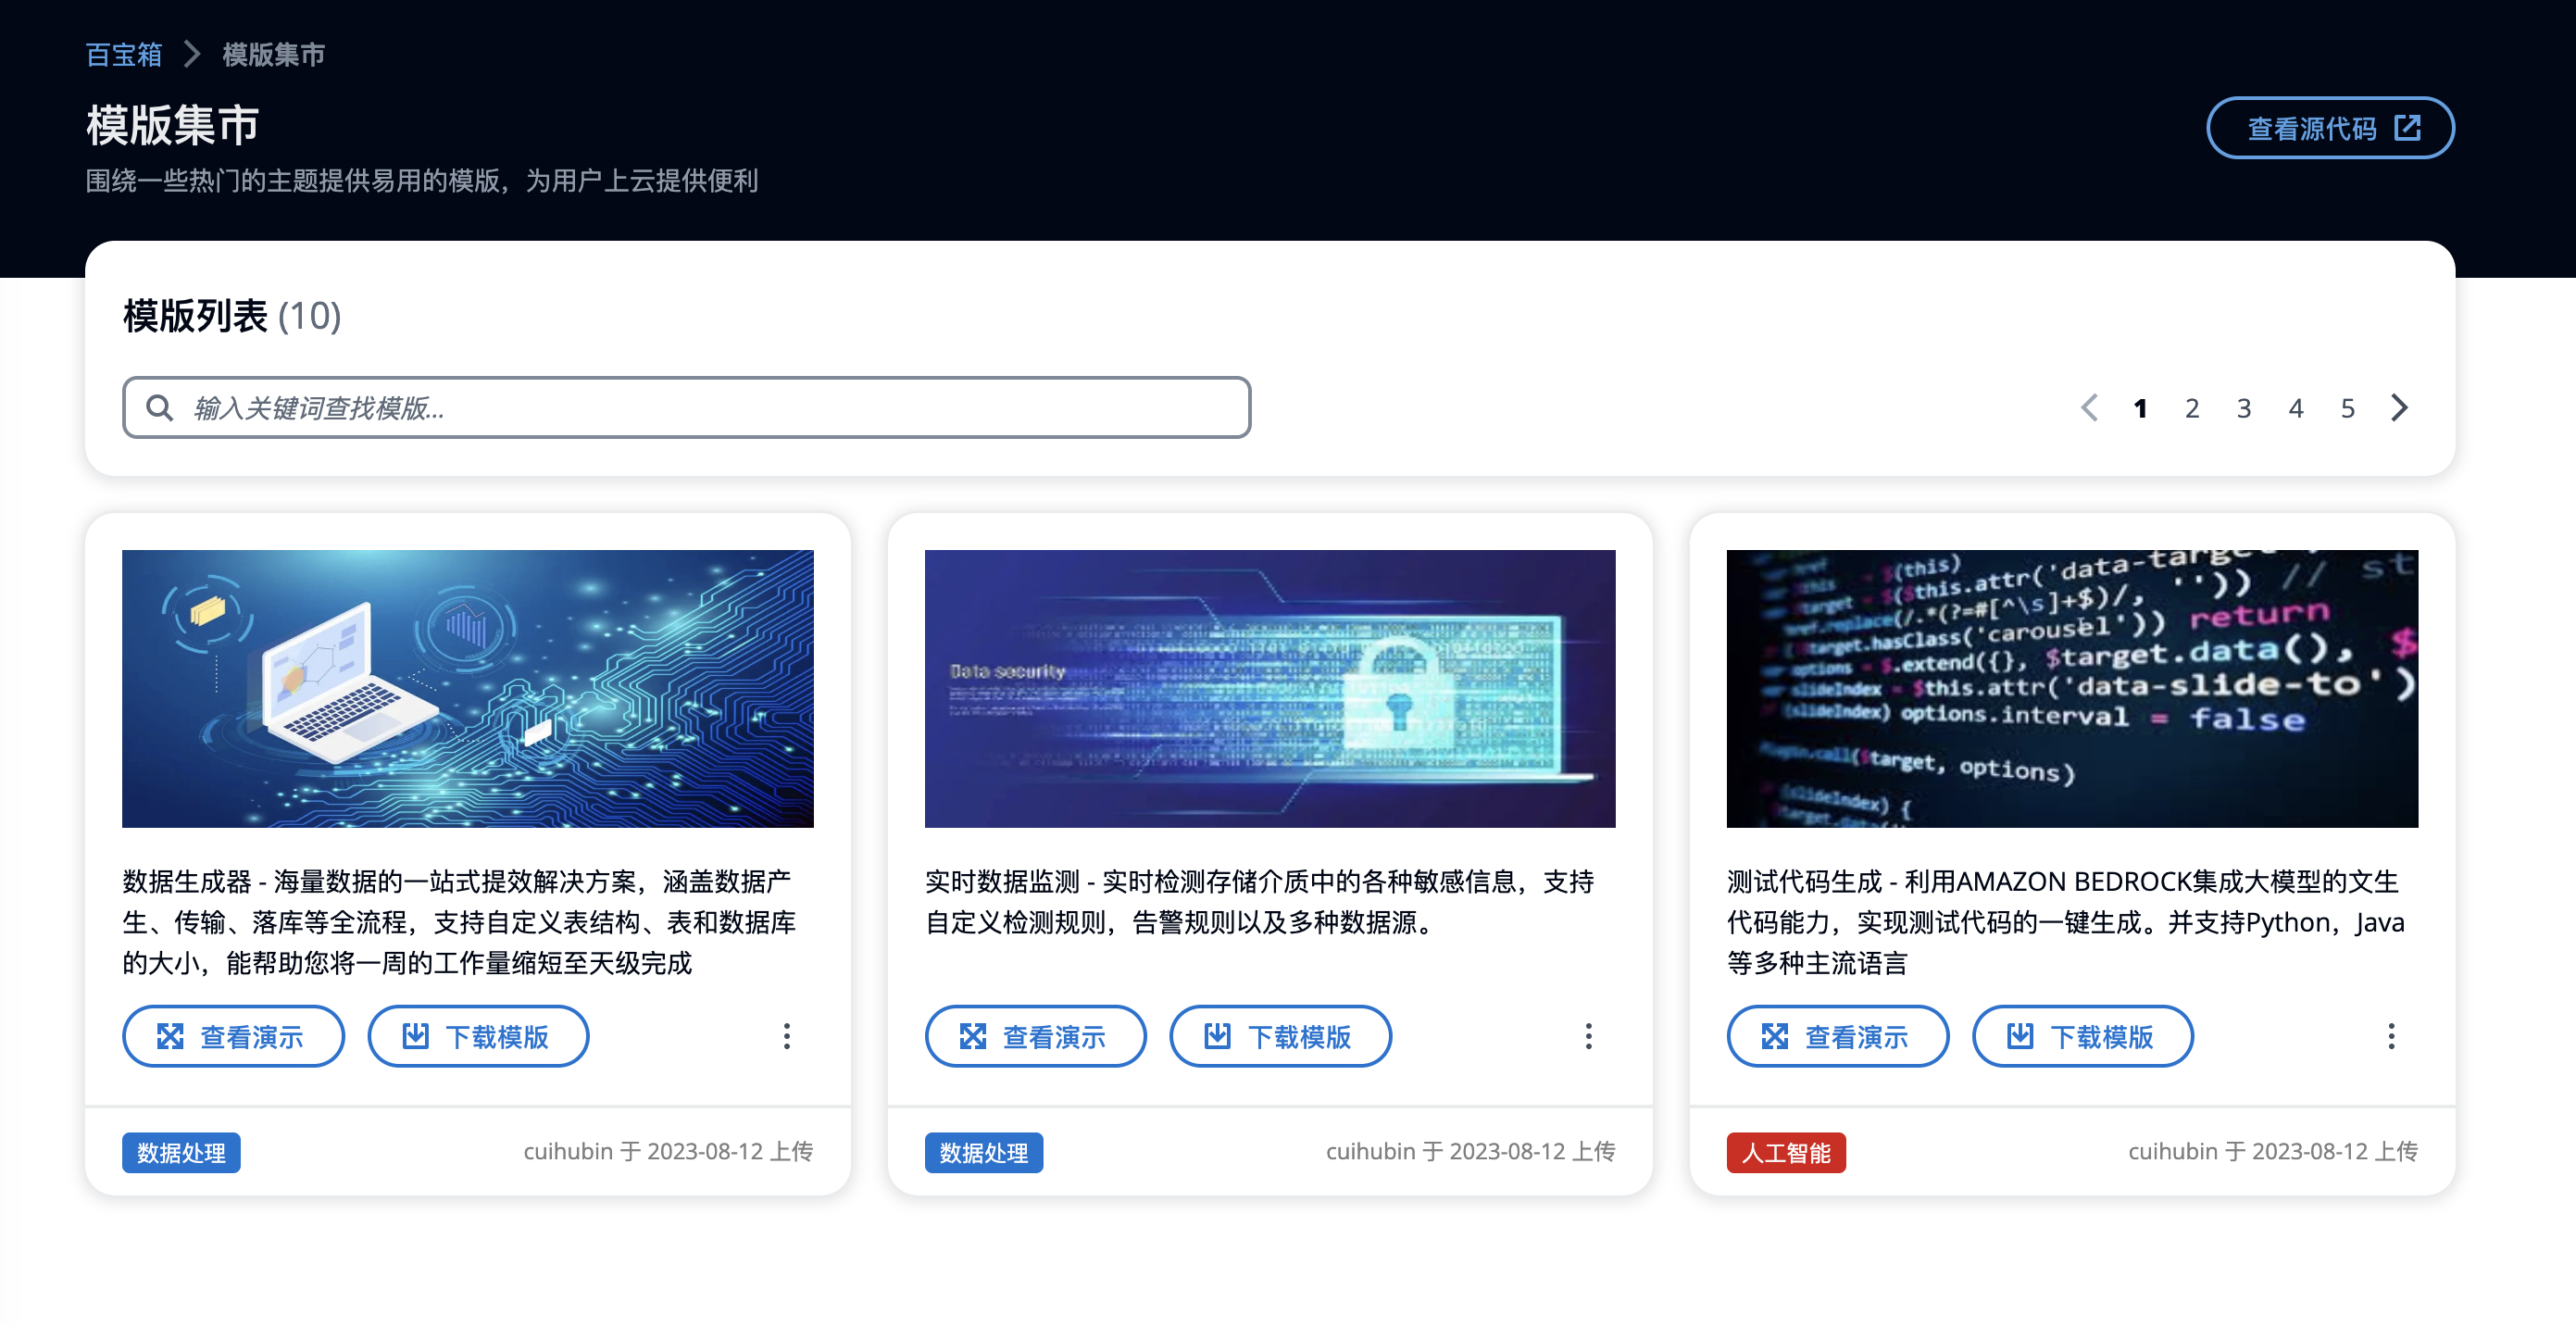 百宝箱 模版集市
模版集市
查看源代码
围绕一些热门的主题提供易用的模版，为用户上云提供便利
模版列表 (10)
输入关键词查找模版...
1 2 3 4 5
Data security
$(this)
$($this.attr('data-target
'')) // st
.replace(/.*(?=#[^\s]+$)/,
return
$target.hasClass('carousel'))
options = $.extend({}, $target.data(), $
slideIndex = $this.attr('data-slide-to')
(slideIndex) options.interval = false
Plugin.call($target, options)
(slideIndex) {
数据生成器 - 海量数据的一站式提效解决方案，涵盖数据产
生、传输、落库等全流程，支持自定义表结构、表和数据库
的大小，能帮助您将一周的工作量缩短至天级完成
查看演示 下载模版
数据处理 cuihubin 于 2023-08-12 上传
实时数据监测 - 实时检测存储介质中的各种敏感信息，支持
自定义检测规则，告警规则以及多种数据源。
查看演示 下载模版
数据处理 cuihubin 于 2023-08-12 上传
测试代码生成 - 利用AMAZON BEDROCK集成大模型的文生
代码能力，实现测试代码的一键生成。并支持Python，Java
等多种主流语言
查看演示 下载模版
人工智能 cuihubin 于 2023-08-12 上传